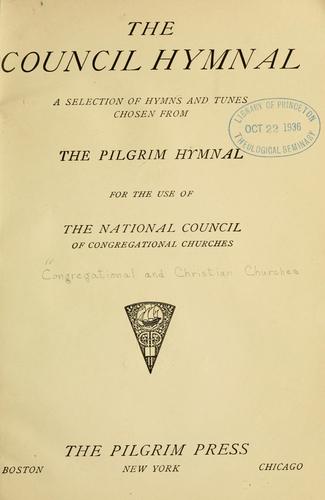 THE
COUNCIL HYMNAL
A SELECTION OF HYMNS AND TUNES
CHOSEN FROM
LIBRARY OF PRINCETON
OCT 22 1936
THEOLOGICAL SEMINARY
THE PILGRIM HYMNAL
FOR THE USE OF
THE NATIONAL COUNCIL
OF CONGREGATIONAL CHURCHES
Congregational and Christian Churches
THE PILGRIM PRESS
BOSTON NEW YORK CHICAGO